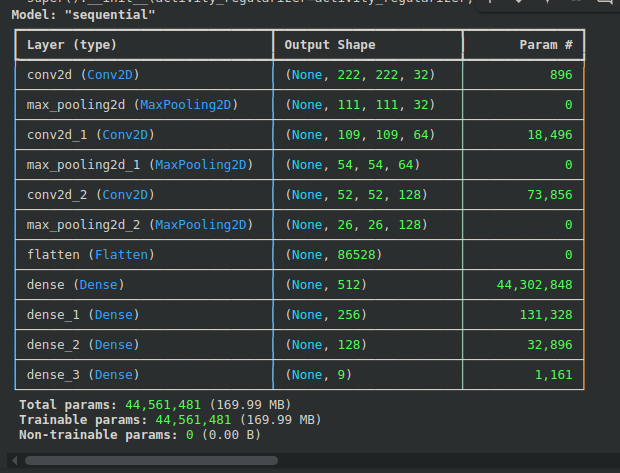 super().__init__(activity_regularizer=activity_regularizer,
Model: "sequential"
Layer (type) Output Shape Param #
conv2d (Conv2D) (None, 222, 222, 32) 896
max_pooling2d (MaxPooling2D) (None, 111, 111, 32) 0
conv2d_1 (Conv2D) (None, 109, 109, 64) 18,496
max_pooling2d_1 (MaxPooling2D) (None, 54, 54, 64) 0
conv2d_2 (Conv2D) (None, 52, 52, 128) 73,856
max_pooling2d_2 (MaxPooling2D) (None, 26, 26, 128) 0
flatten (Flatten) (None, 86528) 0
dense (Dense) (None, 512) 44,302,848
dense_1 (Dense) (None, 256) 131,328
dense_2 (Dense) (None, 128) 32,896
dense_3 (Dense) (None, 9) 1,161
Total params: 44,561,481 (169.99 MB)
Trainable params: 44,561,481 (169.99 MB)
Non-trainable params: 0 (0.00 B)